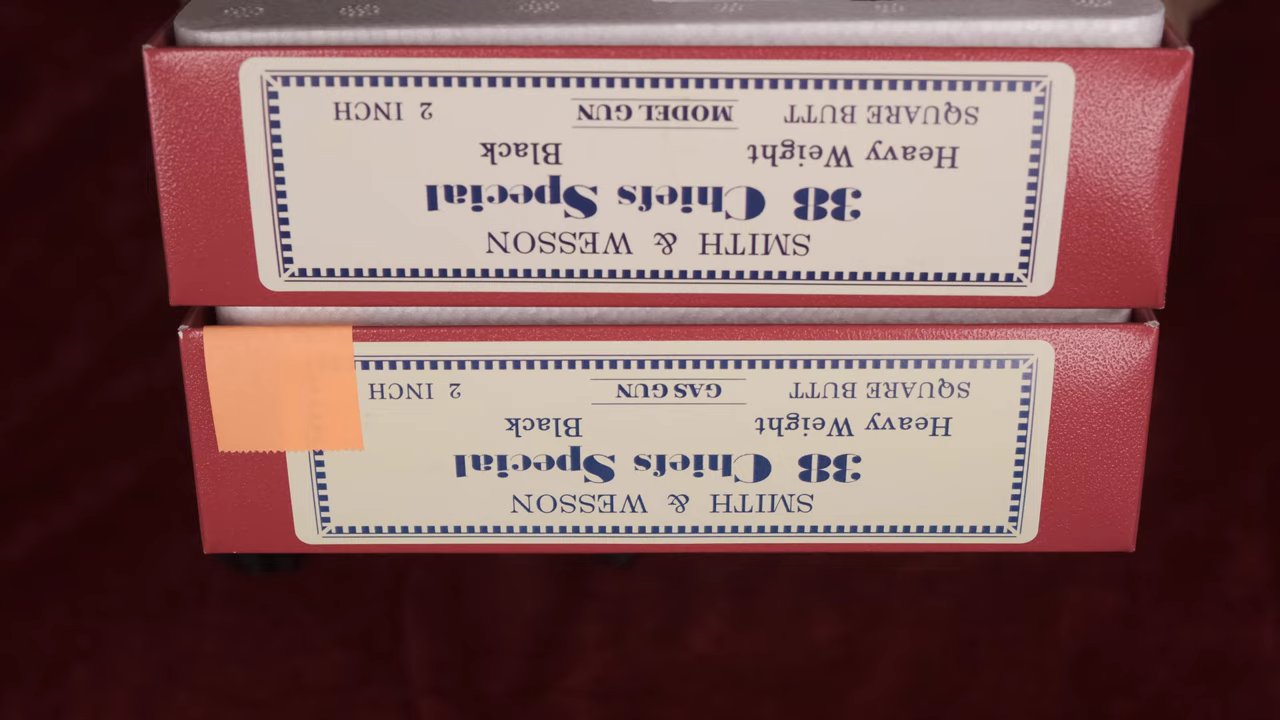 SMITH & WESSON
38 Chiefs Special
Heavy Weight Black
SQUARE BUTT GAS GUN 2 INCH
SMITH & WESSON
38 Chiefs Special
Heavy Weight Black
SQUARE BUTT MODEL GUN 2 INCH